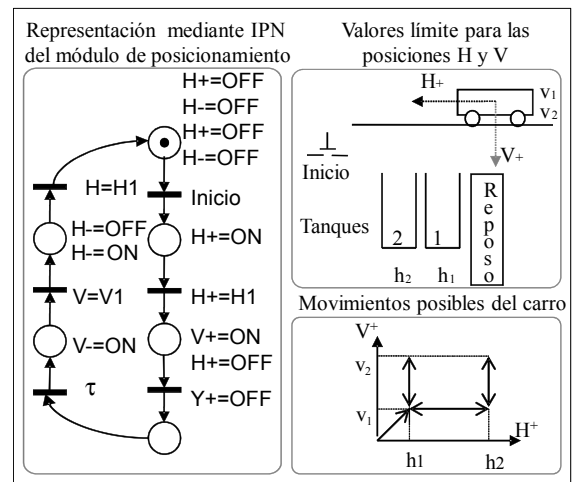 Representación mediante IPN
del módulo de posicionamiento
H+=OFF
H-=OFF
H+=OFF
H-=OFF
H=H1
Inicio
H-=OFF
H-=ON
H+=ON
V=V1
H+=H1
V-=ON
V+=ON
H+=OFF
τ
Y+=OFF
Valores límite para las
posiciones H y V
H+
v1
v2
V+
Inicio
Tanques
2
1
Reposo
h2
h1
Movimientos posibles del carro
V+
v2
v1
H+
h1
h2